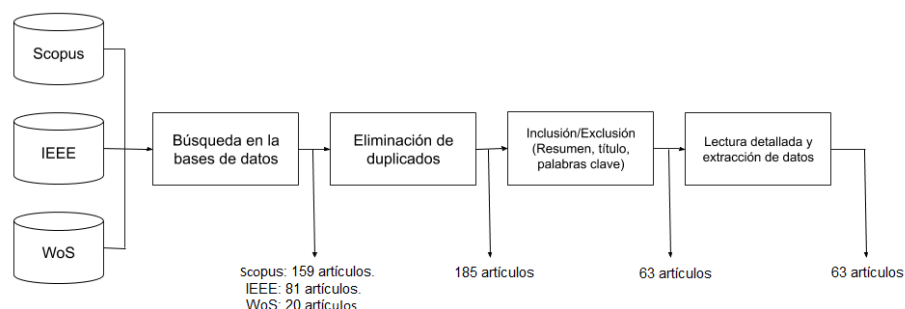 Scopus
IEEE
WoS
Búsqueda en la
bases de datos
Eliminación de
duplicados
Inclusión/Exclusión
(Resumen, título,
palabras clave)
Lectura detallada y
extracción de datos
Scopus: 159 artículos.
IEEE: 81 artículos.
WoS: 20 artículos
185 artículos
63 artículos
63 artículos